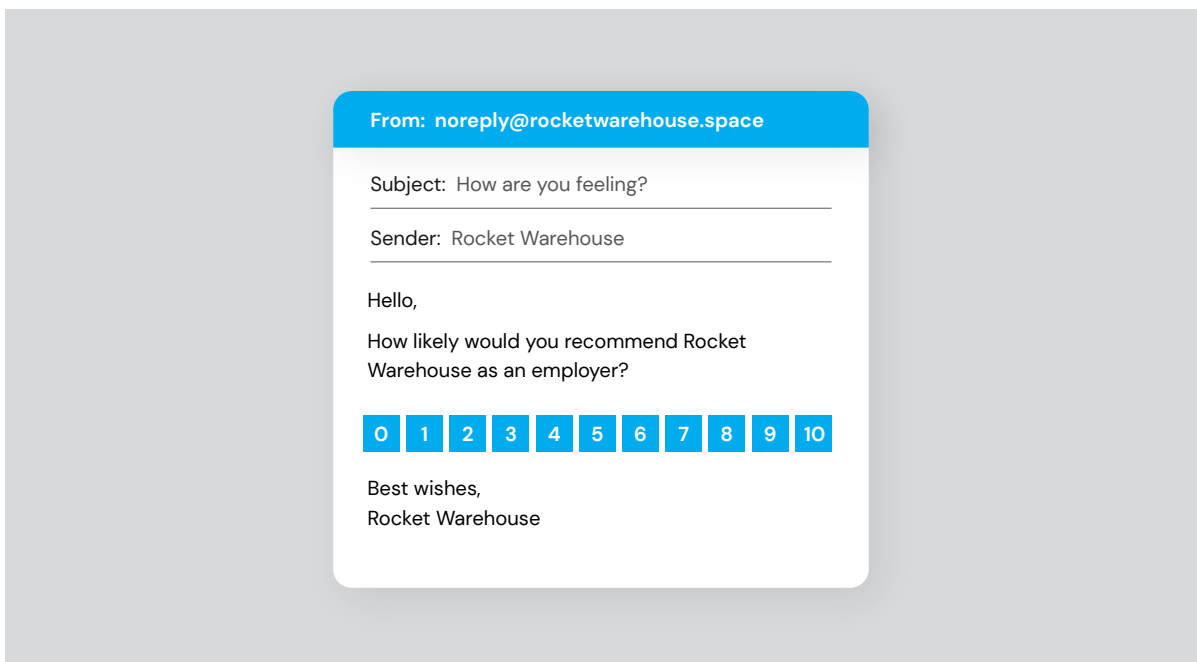 From: noreply@rocketwarehouse.space
Subject: How are you feeling?
Sender: Rocket Warehouse
Hello,
How likely would you recommend Rocket
Warehouse as an employer?
0 1 2 3 4 5 6 7 8 9 10
Best wishes,
Rocket Warehouse